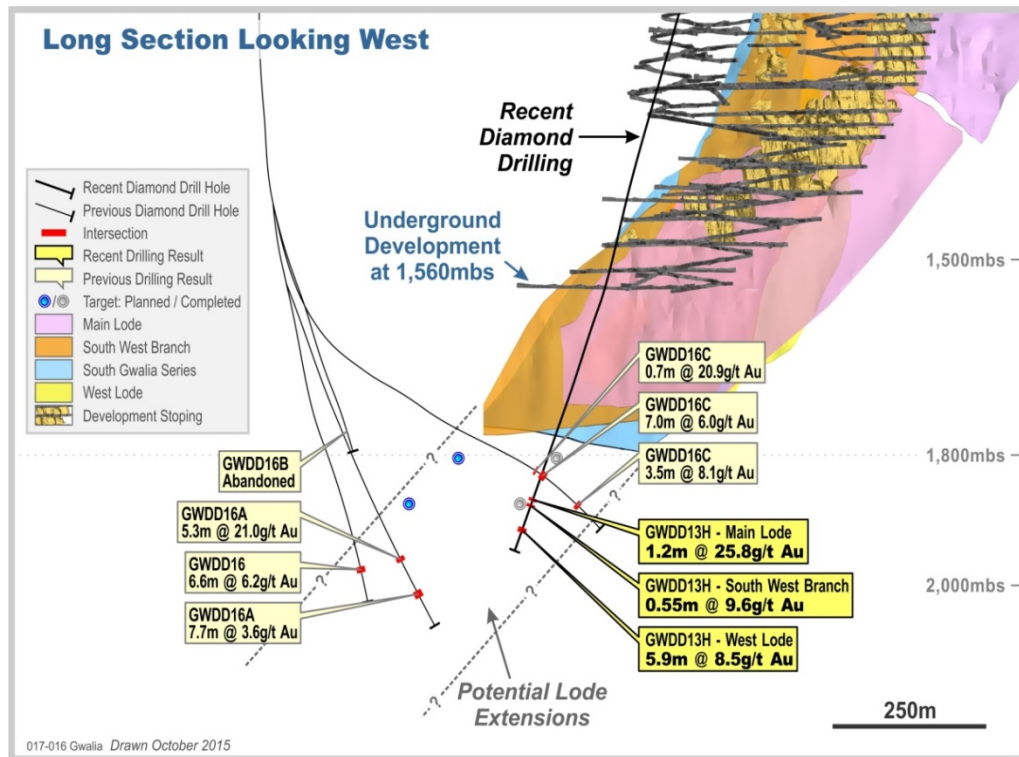 Long Section Looking West
Recent
Diamond
Drilling
Recent Diamond Drill Hole
Previous Diamond Drill Hole
Intersection
Recent Drilling Result
Previous Drilling Result
Target: Planned / Completed
Main Lode
South West Branch
South Gwalia Series
West Lode
Development Stoping
Underground
Development
at 1,560mbs
1,500mbs
1,800mbs
2,000mbs
GWDD16C
0.7m @ 20.9g/t Au
GWDD16C
7.0m @ 6.0g/t Au
GWDD16C
3.5m @ 8.1g/t Au
GWDD16B
Abandoned
GWDD16A
5.3m @ 21.0g/t Au
GWDD16
6.6m @ 6.2g/t Au
GWDD16A
7.7m @ 3.6g/t Au
GWDD13H - Main Lode
1.2m @ 25.8g/t Au
GWDD13H - South West Branch
0.55m @ 9.6g/t Au
GWDD13H - West Lode
5.9m @ 8.5g/t Au
?
?
?
?
?
?
Potential Lode
Extensions
250m
017-016 Gwalia Drawn October 2015